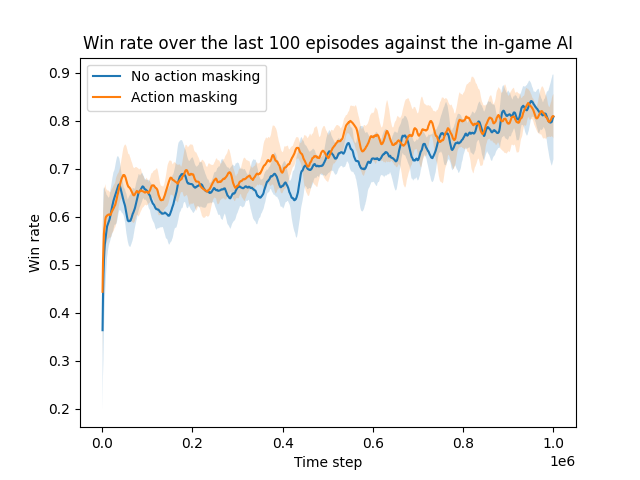 Win rate over the last 100 episodes against the in-game AI
No action masking
Action masking
0.9
0.8
0.7
0.6
0.5
0.4
0.3
0.2
Win rate
0.0
0.2
0.4
0.6
0.8
1.0
1e6
Time step